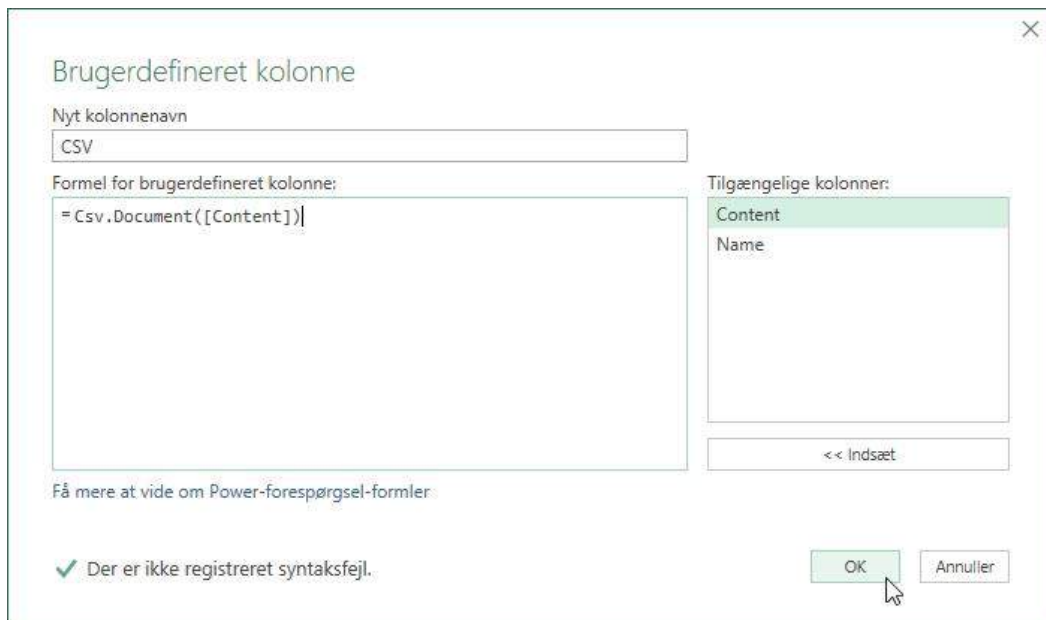 Brugerdefineret kolonne
Nyt kolonnenavn
CSV
Formel for brugerdefineret kolonne:
=Csv.Document([Content])
Tilgængelige kolonner:
Content
Name
<< Indsæt
Få mere at vide om Power-forespørgsel-formler
Der er ikke registreret syntaksfejl.
OK
Annuller